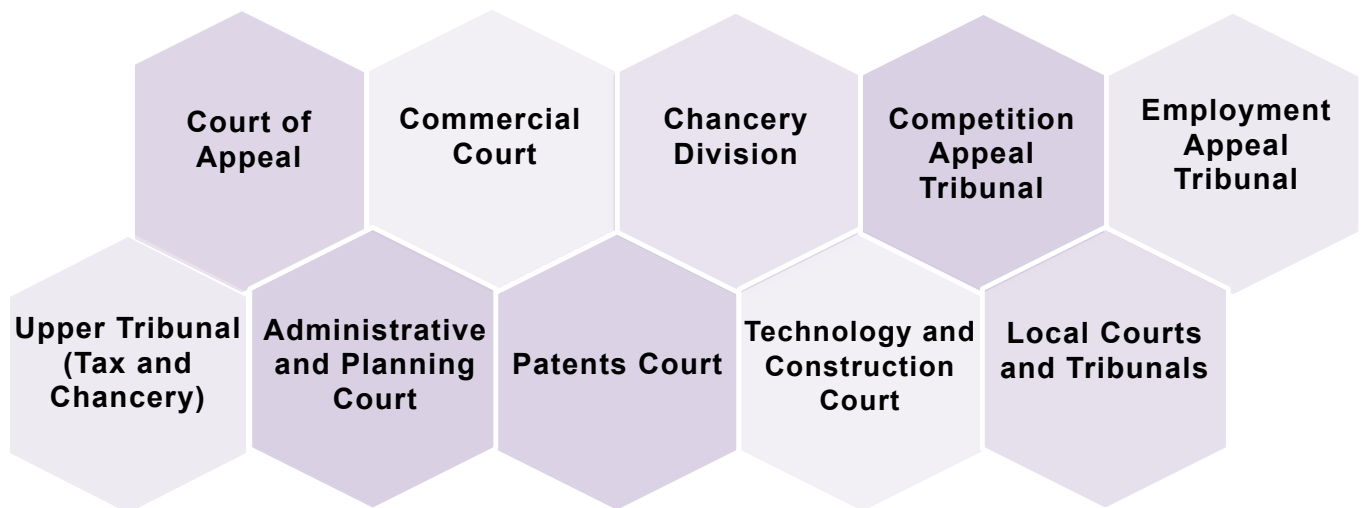 Court of
Appeal
Commercial
Court
Chancery
Division
Competition
Appeal
Tribunal
Employment
Appeal
Tribunal
Upper Tribunal
(Tax and
Chancery)
Administrative
and Planning
Court
Patents Court
Technology and
Construction
Court
Local Courts
and Tribunals